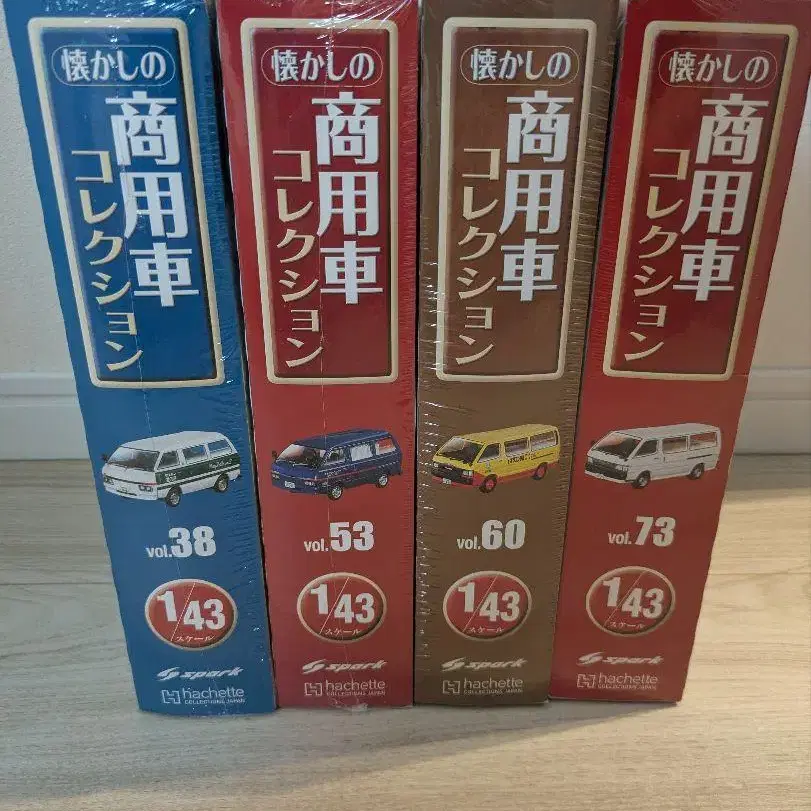 懐かしの
商用車
コレクション
vol.38
1/43
スケール
spark
hachette
COLLECTIONS JAPAN
懐かしの
商用車
コレクション
vol.53
1/43
スケール
spark
hachette
COLLECTIONS JAPAN
懐かしの
商用車
コレクション
vol.60
1/43
スケール
spark
hachette
COLLECTIONS JAPAN
懐かしの
商用車
コレクション
vol.73
1/43
スケール
spark
hachette
COLLECTIONS JAPAN